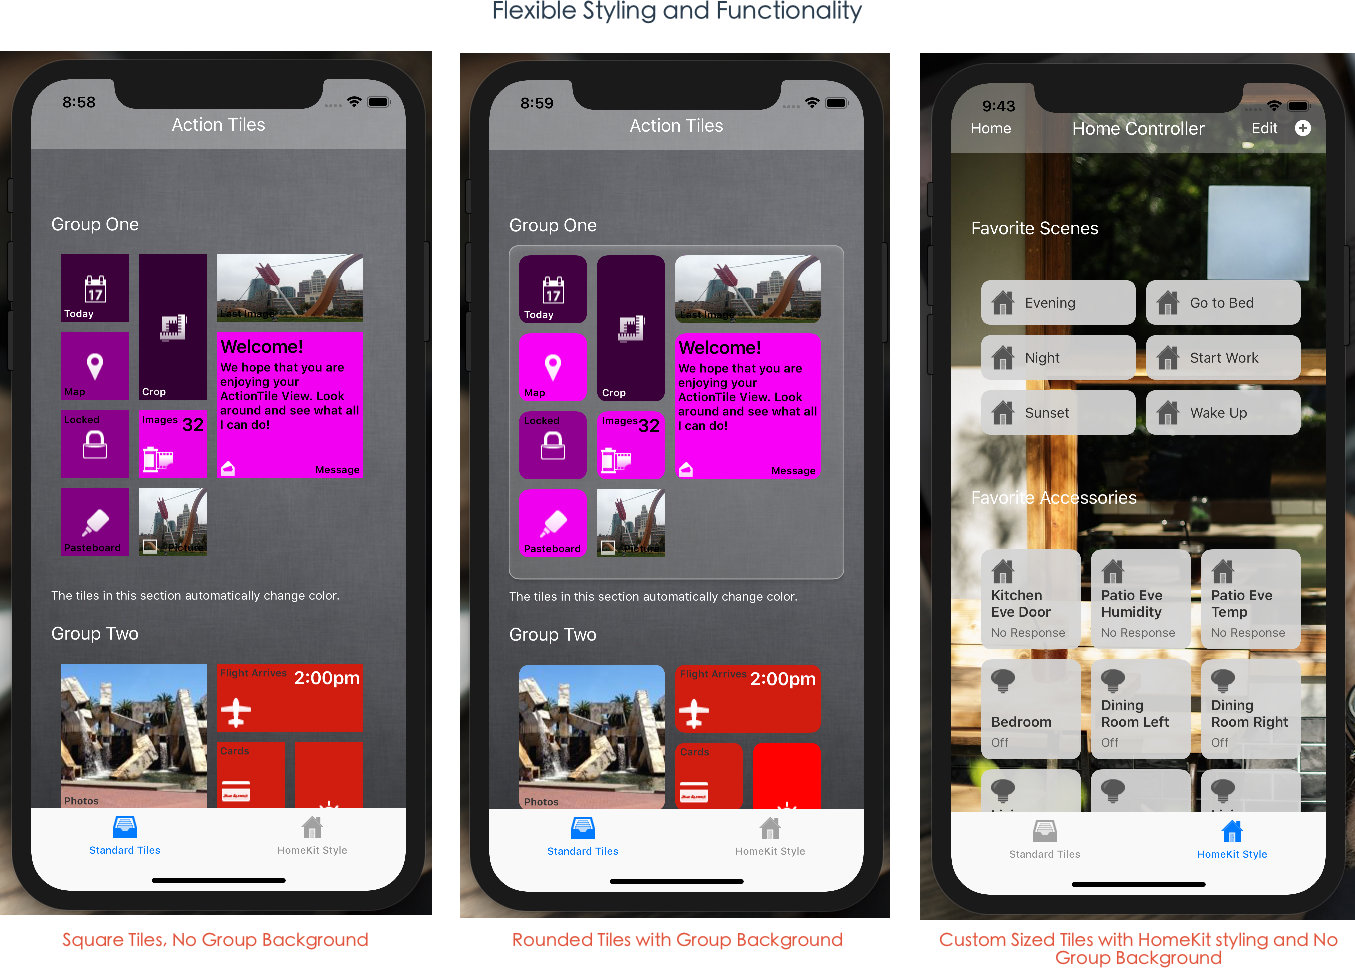 Flexible Styling and Functionality
8:58
Action Tiles
Group One
17
Today
Crop
Last Image
Map
Welcome!
We hope that you are
enjoying your
ActionTile View. Look
around and see what all
I can do!
Message
Locked
Images 32
Pasteboard
Picture
The tiles in this section automatically change color.
Group Two
Photos
Flight Arrives 2:00pm
Cards
Standard Tiles
HomeKit Style
Square Tiles, No Group Background
8:59
Action Tiles
Group One
17
Today
Crop
Last Image
Map
Welcome!
We hope that you are
enjoying your
ActionTile View. Look
around and see what all
I can do!
Message
Locked
Images 32
Pasteboard
Picture
The tiles in this section automatically change color.
Group Two
Photos
Flight Arrives 2:00pm
Cards
Standard Tiles
HomeKit Style
Rounded Tiles with Group Background
9:43
Home
Home Controller
Edit
Favorite Scenes
Evening
Go to Bed
Night
Start Work
Sunset
Wake Up
Favorite Accessories
Kitchen
Eve Door
No Response
Patio Eve
Humidity
No Response
Patio Eve
Temp
No Response
Bedroom
Off
Dining
Room Left
Off
Dining
Room Right
Off
Standard Tiles
HomeKit Style
Custom Sized Tiles with HomeKit styling and No
Group Background